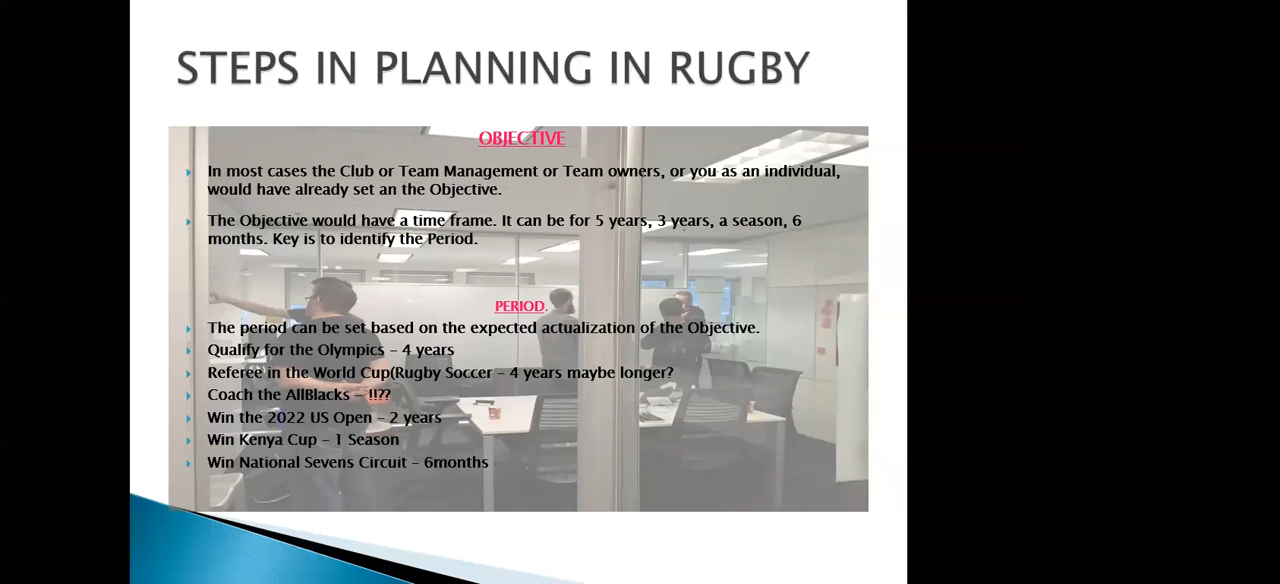 STEPS IN PLANNING IN RUGBY
OBJECTIVE
In most cases the Club or Team Management or Team owners, or you as an individual,
would have already set an the Objective.
The Objective would have a time frame. It can be for 5 years, 3 years, a season, 6
months. Key is to identify the Period.
PERIOD.
The period can be set based on the expected actualization of the Objective.
Qualify for the Olympics – 4 years
Referee in the World Cup(Rugby Soccer – 4 years maybe longer?
Coach the AllBlacks – !!??
Win the 2022 US Open – 2 years
Win Kenya Cup – 1 Season
Win National Sevens Circuit – 6months